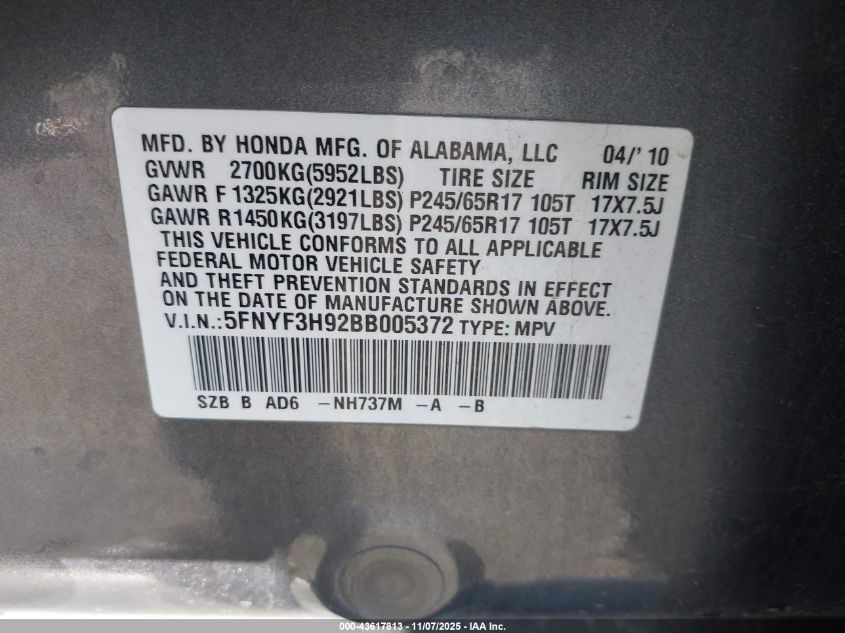 MFD. BY HONDA MFG. OF ALABAMA, LLC 04/'10
GVWR 2700KG(5952LBS) TIRE SIZE RIM SIZE
GAWR F 1325KG(2921LBS) P245/65R17 105T 17X7.5J
GAWR R1450KG(3197LBS) P245/65R17 105T 17X7.5J
THIS VEHICLE CONFORMS TO ALL APPLICABLE
FEDERAL MOTOR VEHICLE SAFETY
AND THEFT PREVENTION STANDARDS IN EFFECT
ON THE DATE OF MANUFACTURE SHOWN ABOVE.
V.I.N.:5FNYF3H92BB005372 TYPE: MPV
SZB B AD6 -NH737M -A -B
000-43617813 - 11/07/2025 - IAA Inc.